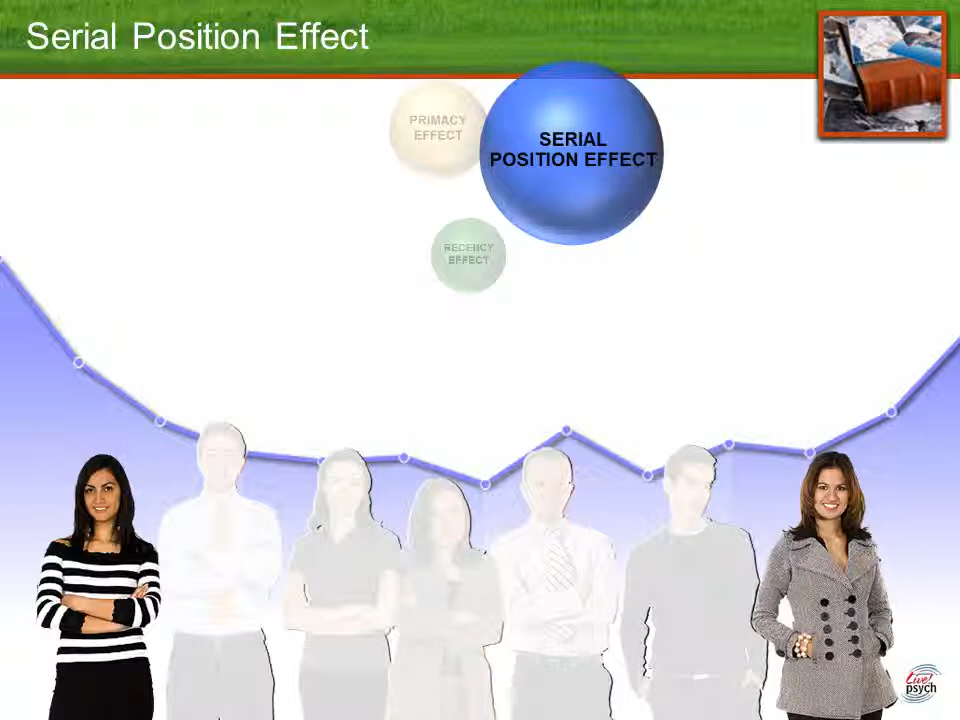 Serial Position Effect
PRIMACY
EFFECT
SERIAL
POSITION EFFECT
RECENCY
EFFECT
Live!
psych